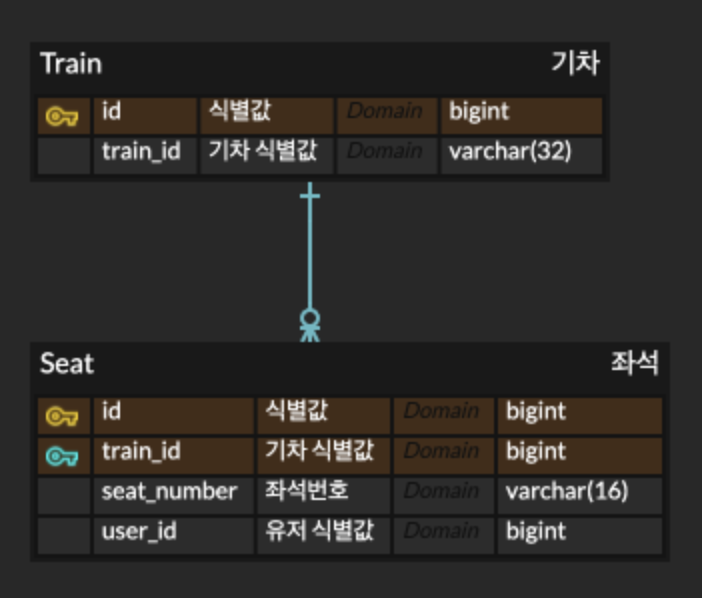 Train 기차
id 식별값 Domain bigint
train_id 기차 식별값 Domain varchar(32)
Seat 좌석
id 식별값 Domain bigint
train_id 기차 식별값 Domain bigint
seat_number 좌석번호 Domain varchar(16)
user_id 유저 식별값 Domain bigint